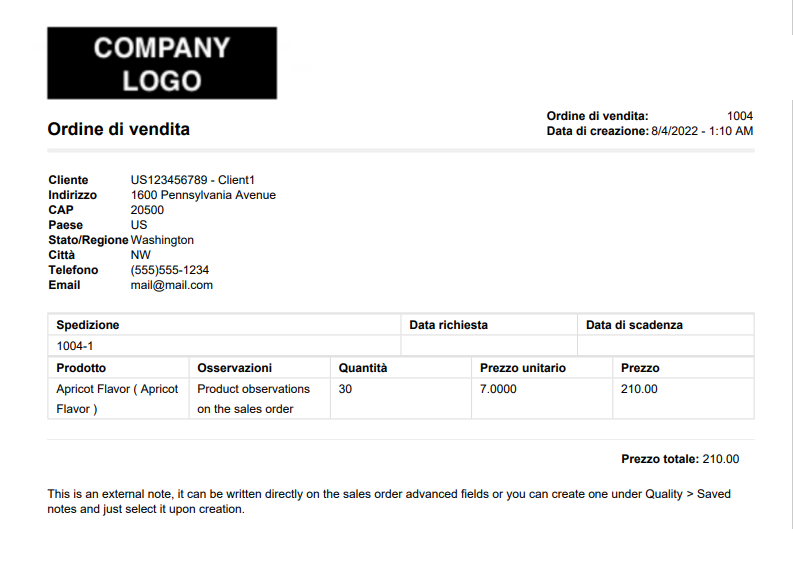 COMPANY
LOGO
Ordine di vendita
Ordine di vendita: 1004
Data di creazione: 8/4/2022 - 1:10 AM
Cliente US123456789 - Client1
Indirizzo 1600 Pennsylvania Avenue
CAP 20500
Paese US
Stato/Regione Washington
Città NW
Telefono (555)555-1234
Email mail@mail.com
Spedizione Data richiesta Data di scadenza
1004-1
Prodotto Osservazioni Quantità Prezzo unitario Prezzo
Apricot Flavor ( Apricot Product observations 30 7.0000 210.00
Flavor ) on the sales order
Prezzo totale: 210.00
This is an external note, it can be written directly on the sales order advanced fields or you can create one under Quality > Saved
notes and just select it upon creation.